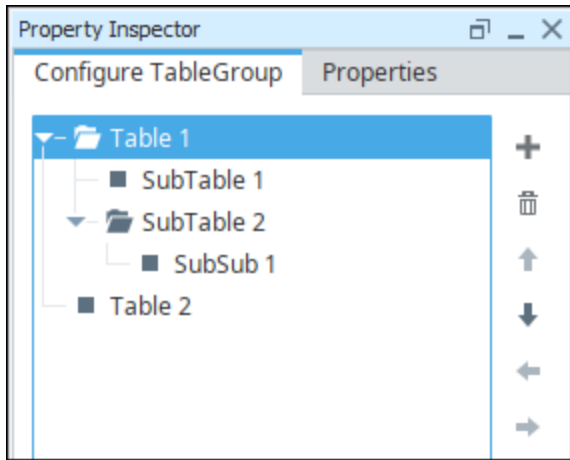 Property Inspector
Configure TableGroup Properties
Table 1
SubTable 1
SubTable 2
SubSub 1
Table 2